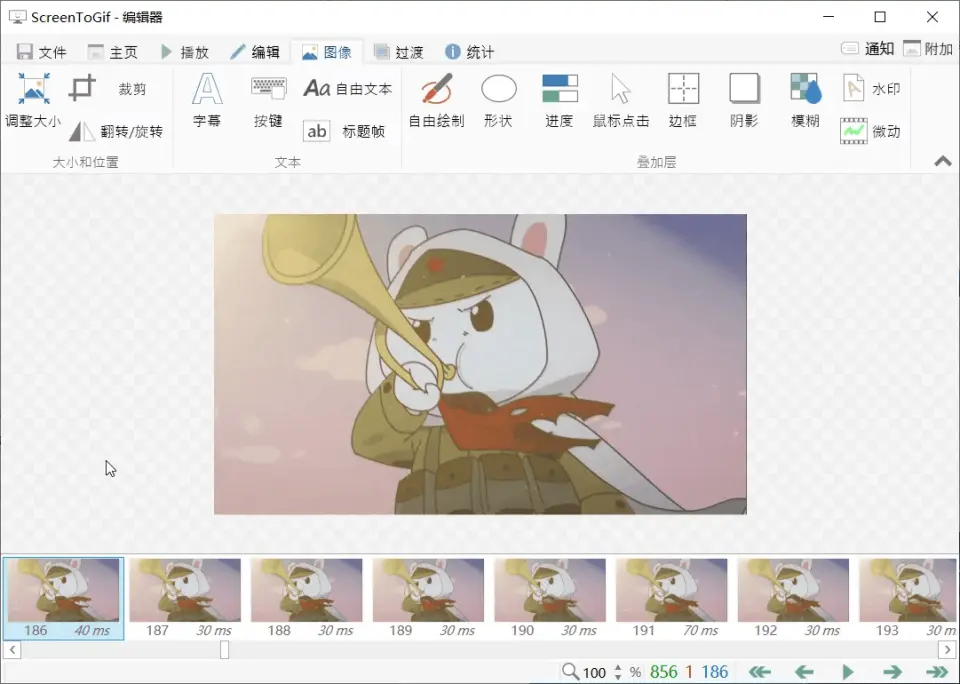 ScreenToGif - 编辑器
文件 主页 播放 编辑 图像 过渡 统计 通知 附加
调整大小 裁剪 翻转/旋转
大小和位置
字幕 按键 Aa 自由文本 ab 标题帧
文本
自由绘制 形状 进度 鼠标点击 边框 阴影 模糊 水印 微动
叠加层
186 40 ms 187 30 ms 188 30 ms 189 30 ms 190 30 ms 191 70 ms 192 30 ms 193 30 m
100 % 856 1 186